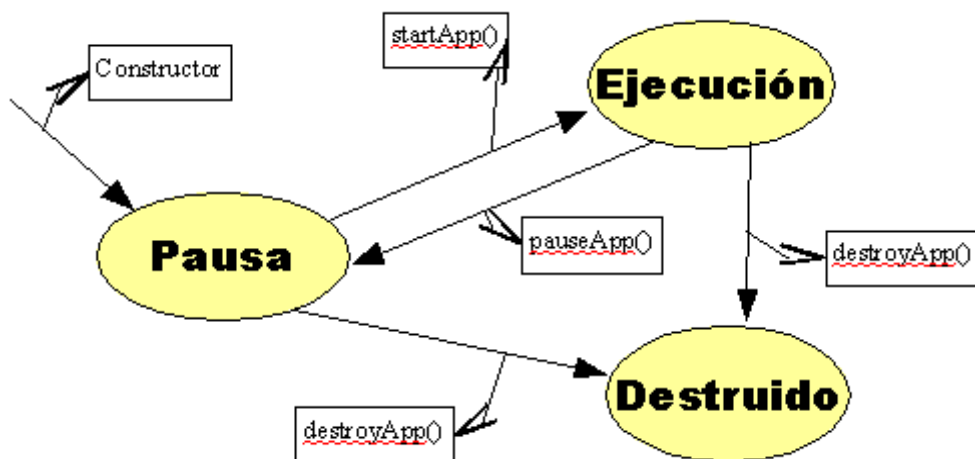 startApp()
Constructor
Ejecución
Pausa
pauseApp()
destroyApp()
Destruido
destroyApp()